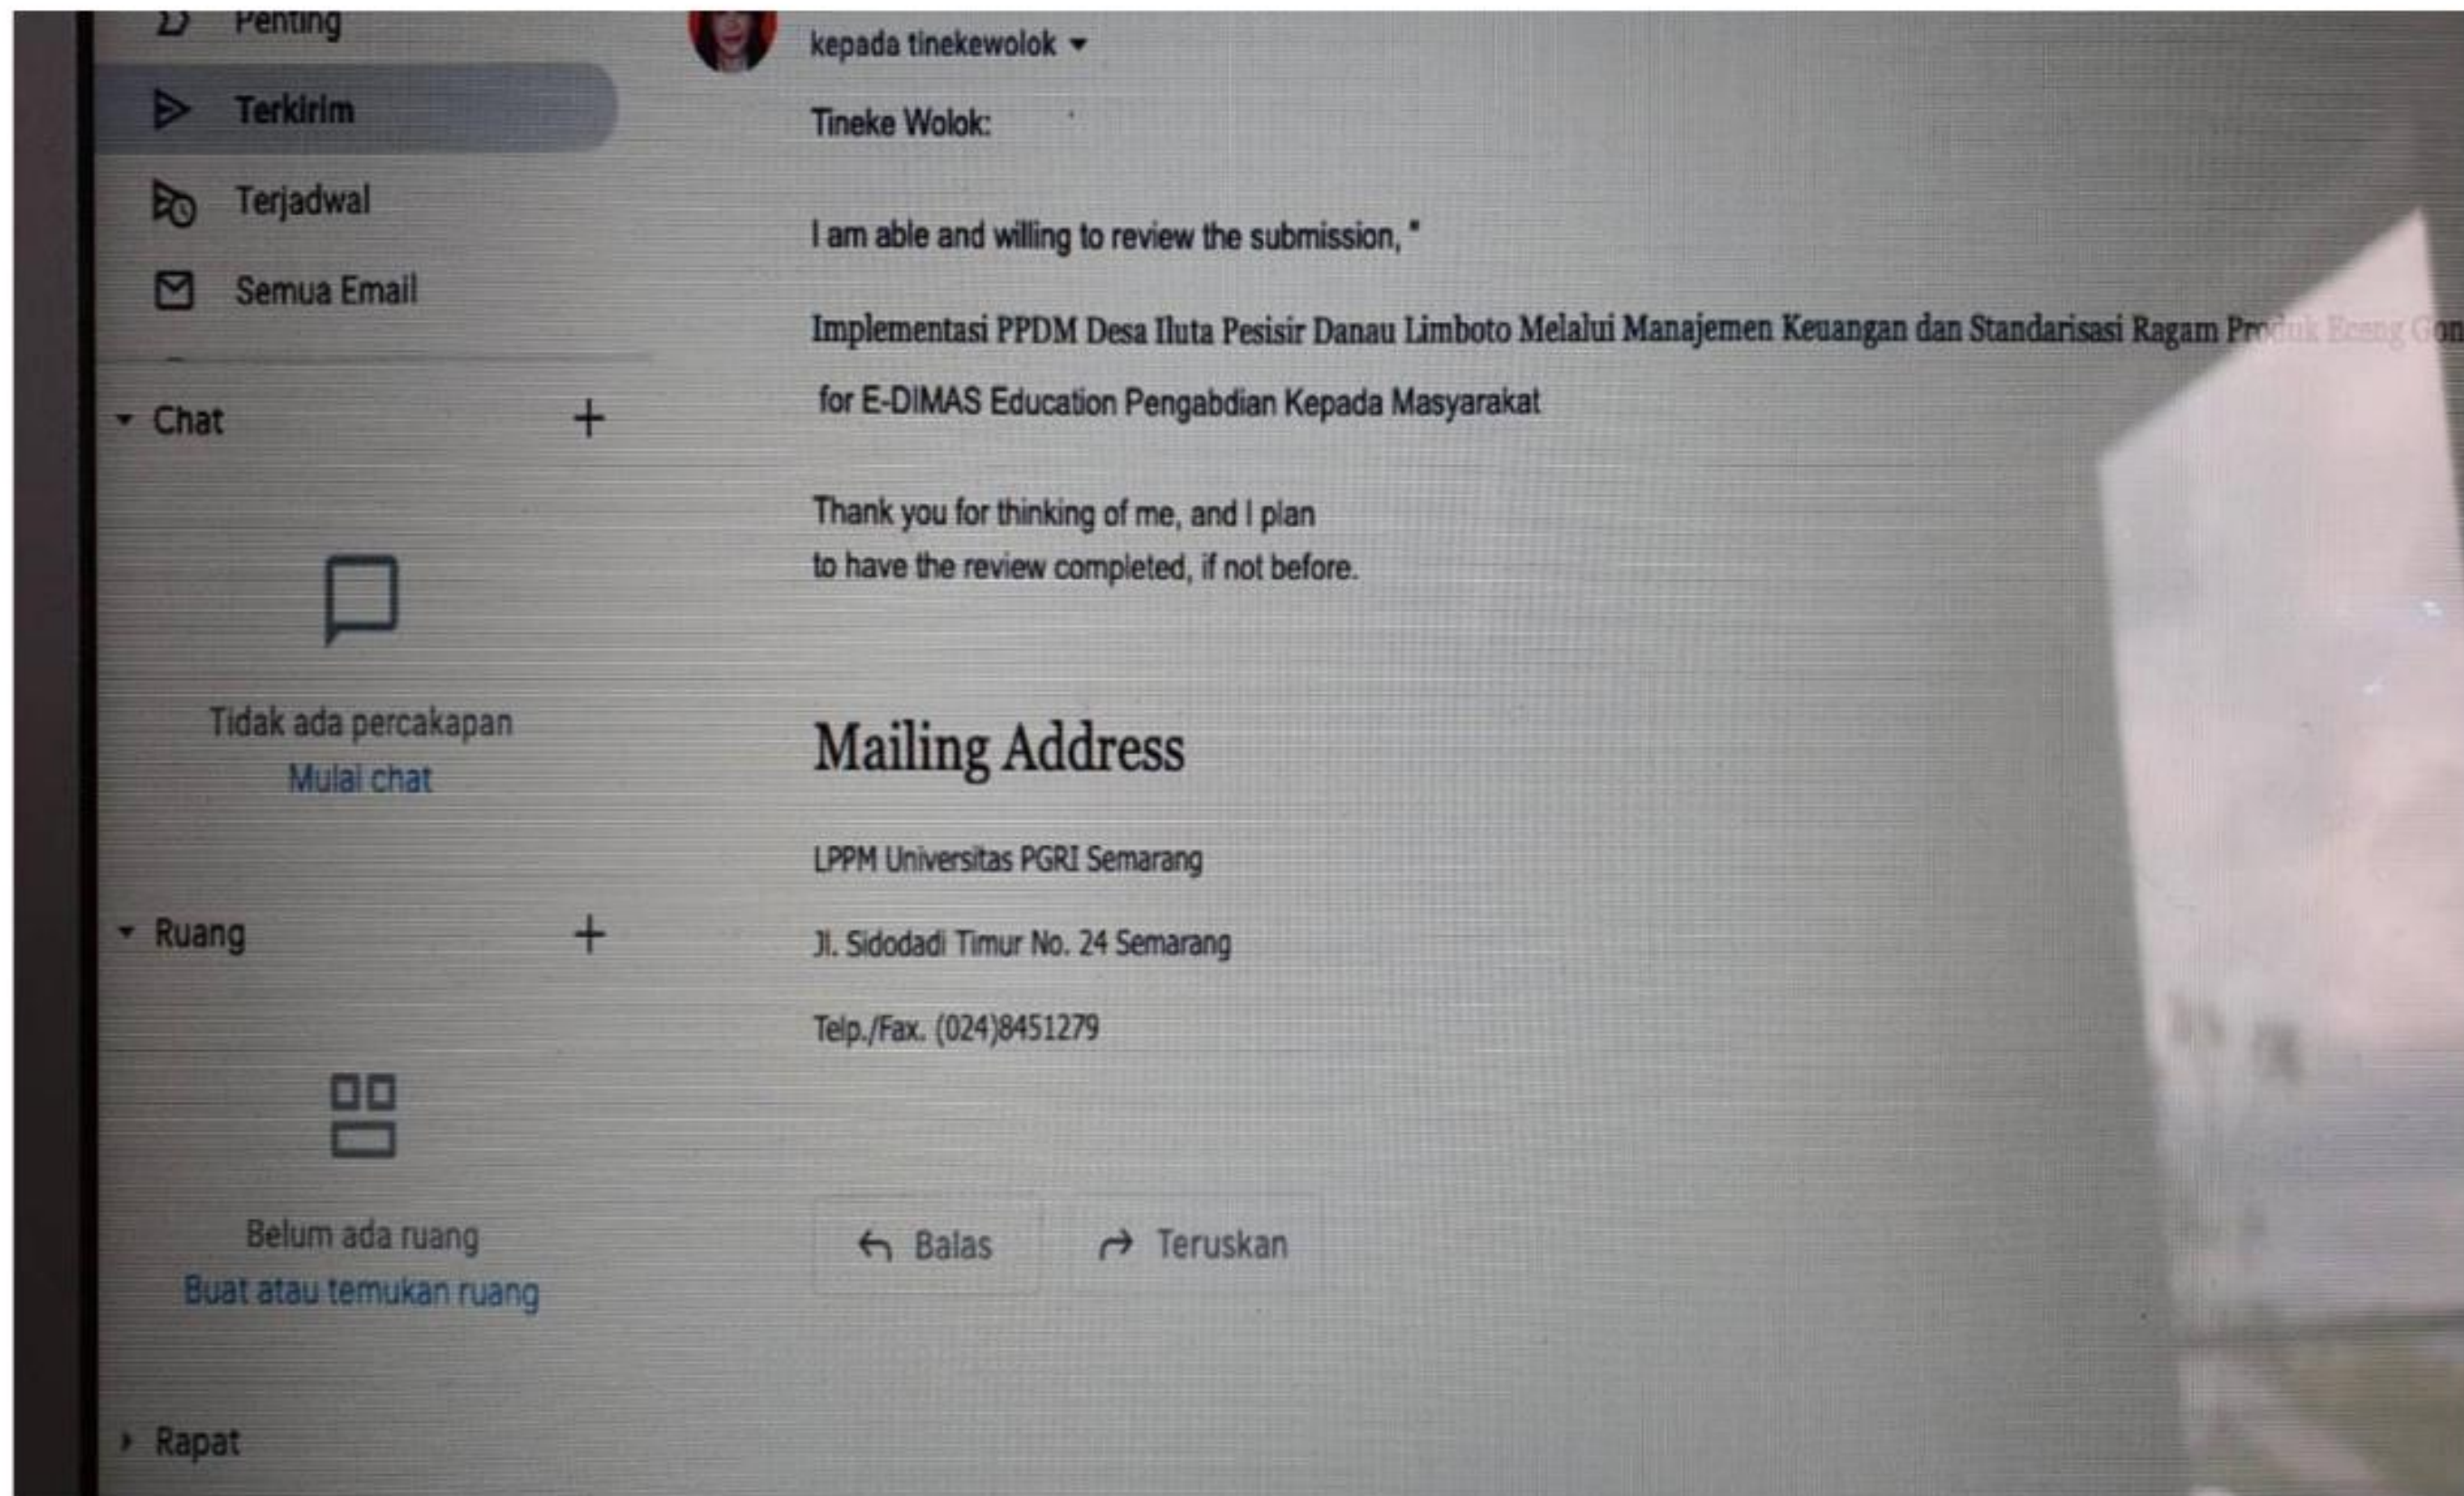 Penting
Terkirim
Terjadwal
Semua Email
Chat
Tidak ada percakapan
Mulai chat
Ruang
Belum ada ruang
Buat atau temukan ruang
Rapat
kepada tinekewolok
Tineke Wolok:
I am able and willing to review the submission, "
Implementasi PPDM Desa Iluta Pesisir Danau Limboto Melalui Manajemen Keuangan dan Standarisasi Ragam Produk Eceng Gon
for E-DIMAS Education Pengabdian Kepada Masyarakat
Thank you for thinking of me, and I plan
to have the review completed, if not before.
Mailing Address
LPPM Universitas PGRI Semarang
Jl. Sidodadi Timur No. 24 Semarang
Telp./Fax. (024)8451279
Balas
Teruskan